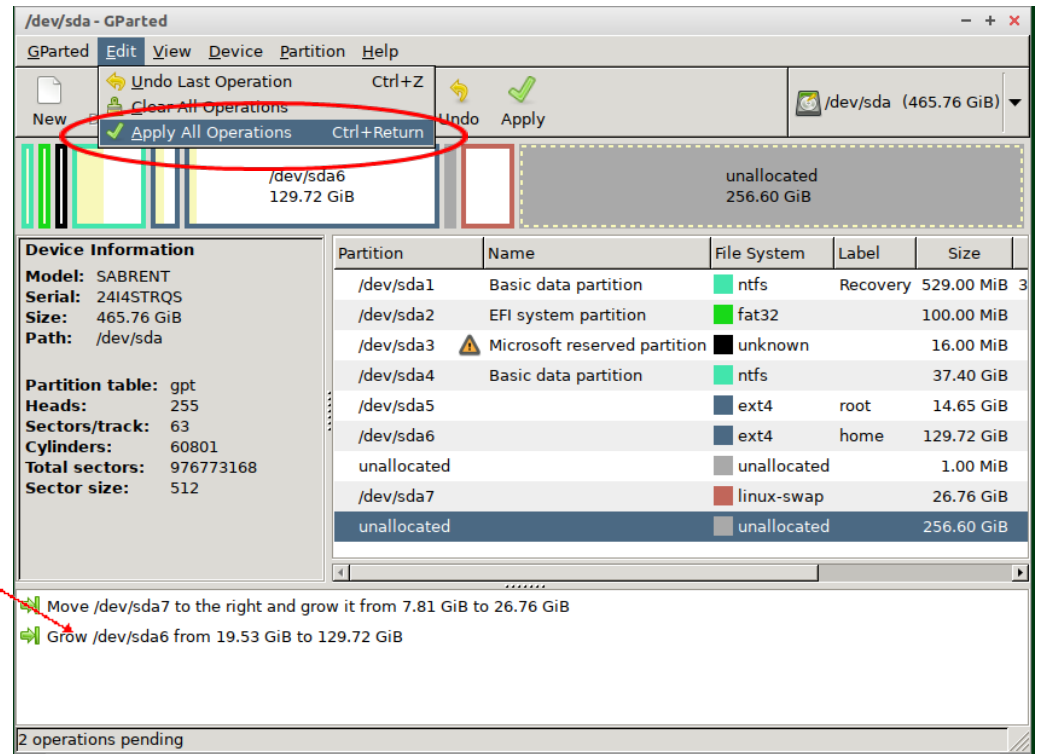 /dev/sda - GParted
GParted Edit View Device Partition Help
Undo Last Operation Ctrl+Z
Clear All Operations
Apply All Operations Ctrl+Return
New Undo Apply
/dev/sda (465.76 GiB)
/dev/sda6
129.72 GiB
unallocated
256.60 GiB
Device Information
Model: SABRENT
Serial: 24I4STRQS
Size: 465.76 GiB
Path: /dev/sda
Partition table: gpt
Heads: 255
Sectors/track: 63
Cylinders: 60801
Total sectors: 976773168
Sector size: 512
Partition Name File System Label Size
/dev/sda1 Basic data partition ntfs Recovery 529.00 MiB 3
/dev/sda2 EFI system partition fat32 100.00 MiB
/dev/sda3 Microsoft reserved partition unknown 16.00 MiB
/dev/sda4 Basic data partition ntfs 37.40 GiB
/dev/sda5 ext4 root 14.65 GiB
/dev/sda6 ext4 home 129.72 GiB
unallocated unallocated 1.00 MiB
/dev/sda7 linux-swap 26.76 GiB
unallocated unallocated 256.60 GiB
Move /dev/sda7 to the right and grow it from 7.81 GiB to 26.76 GiB
Grow /dev/sda6 from 19.53 GiB to 129.72 GiB
2 operations pending